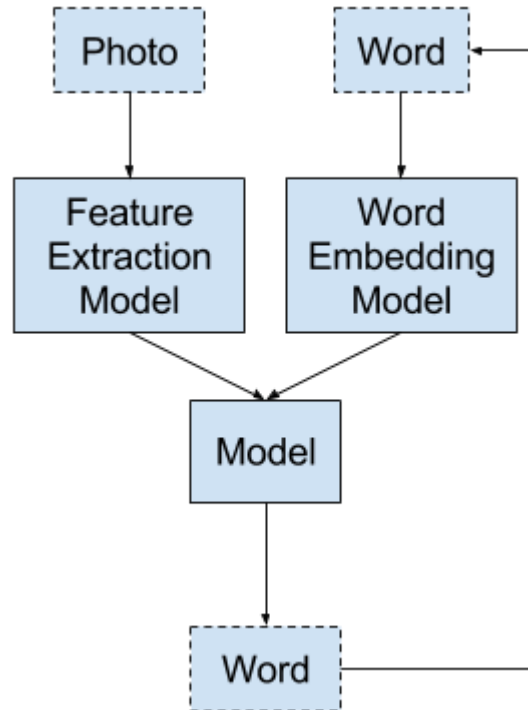 Photo
Word
Feature
Extraction
Model
Word
Embedding
Model
Model
Word